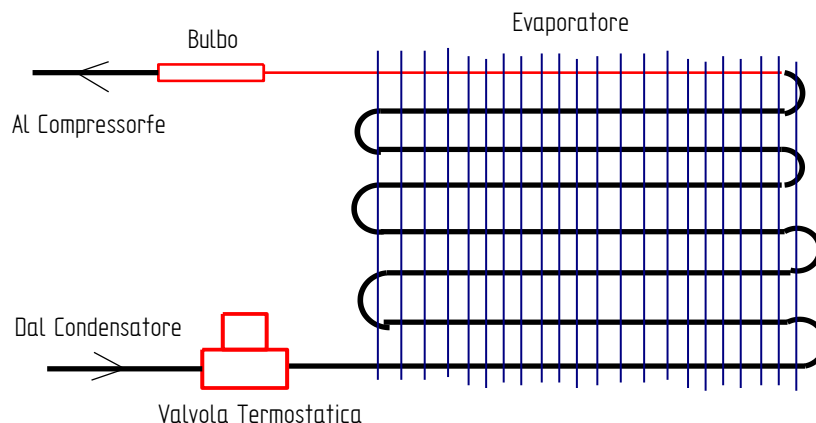 Evaporatore
Bulbo
Al Compressorfe
Dal Condensatore
Valvola Termostatica